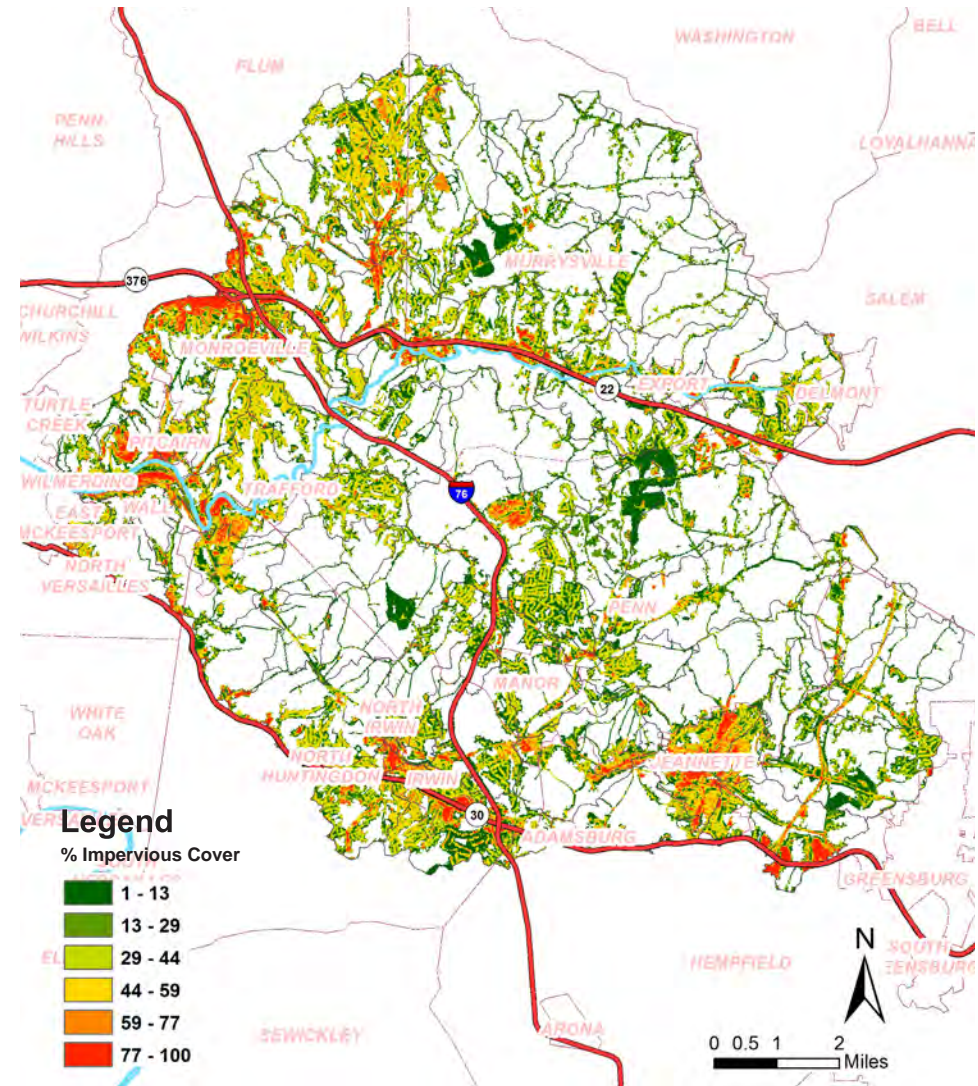 WASHINGTON
BELL
PLUM
PENN
HILLS
LOYALHANNA
MURRYSVILLE
376
SALEM
CHURCHILL
WILKINS
MONROEVILLE
EXPORT
22
DELMONT
TURTLE
CREEK
PITCAIRN
WILMERDING
TRAFFORD
76
WALL
EAST
MCKEESPORT
NORTH
VERSAILLES
PENN
MANOR
WHITE
OAK
NORTH
IRWIN
NORTH
HUNTINGDON
IRWIN
JEANNETTE
MCKEESPORT
30
ADAMSBURG
GREENSBURG
Legend
% Impervious Cover
1 - 13
13 - 29
29 - 44
44 - 59
59 - 77
77 - 100
N
SOUTH
HEMPFIELD
SEWICKLEY
ARONA
0 0.5 1 2
Miles